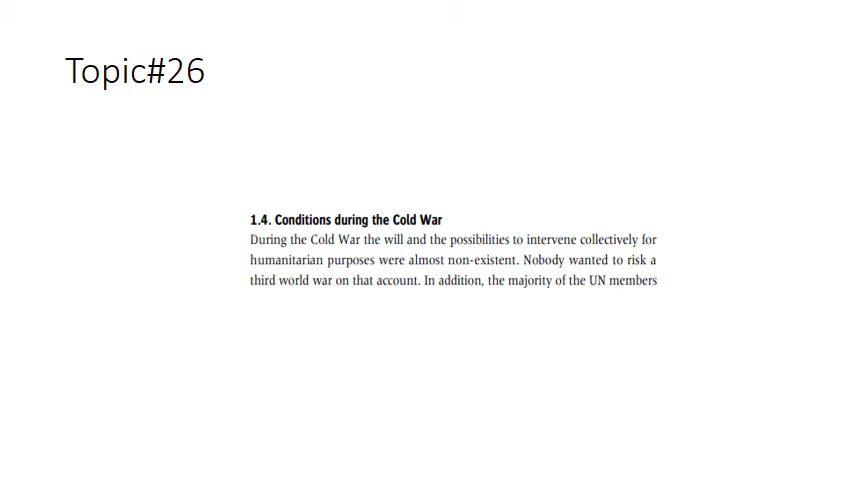 Topic#26
1.4. Conditions during the Cold War
During the Cold War the will and the possibilities to intervene collectively for
humanitarian purposes were almost non-existent. Nobody wanted to risk a
third world war on that account. In addition, the majority of the UN members